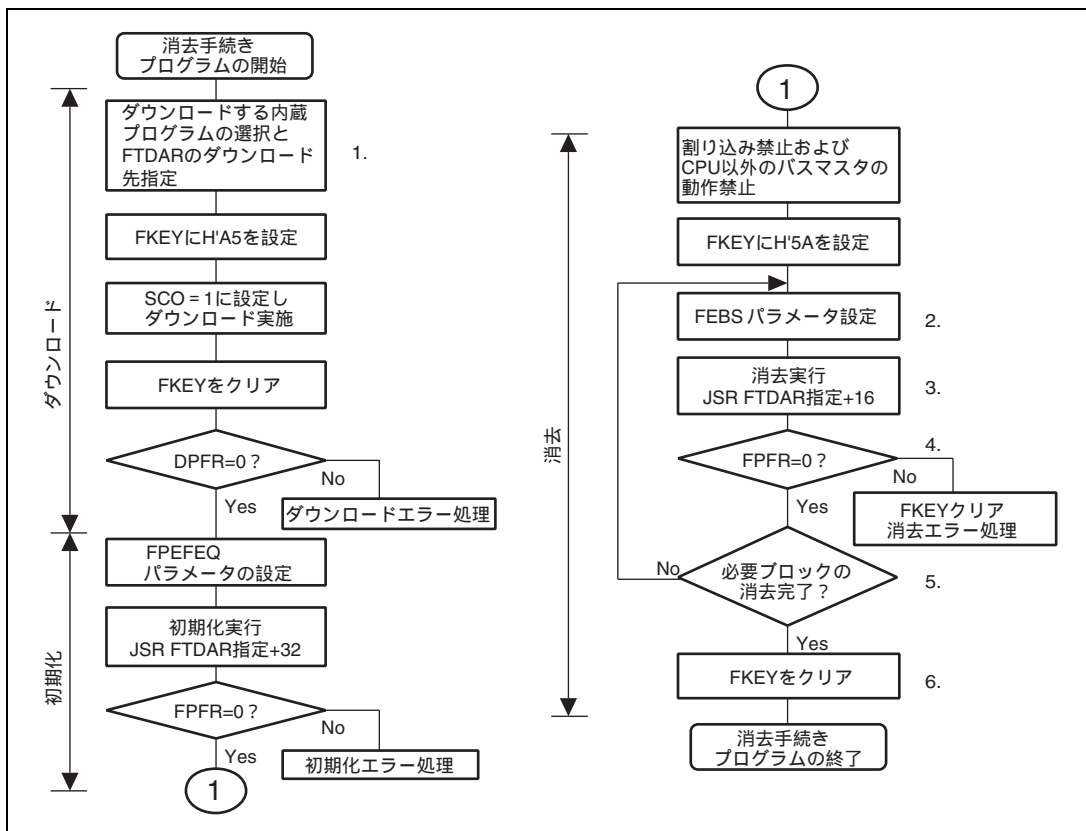 消去手続き
プログラムの開始
ダウンロードする内蔵
プログラムの選択と
FTDARのダウンロード
先指定
1.
FKEYにH'A5を設定
SCO = 1に設定し
ダウンロード実施
FKEYをクリア
DPFR=0 ?
No
Yes
ダウンロードエラー処理
ダウンロード
FPEFEQ
パラメータの設定
初期化実行
JSR FTDAR指定+32
FPFR=0 ?
No
Yes
初期化エラー処理
初期化
1
1
割り込み禁止および
CPU以外のバスマスタの
動作禁止
FKEYにH'5Aを設定
FEBS パラメータ設定
2.
消去実行
JSR FTDAR指定+16
3.
4.
FPFR=0 ?
No
Yes
FKEYクリア
消去エラー処理
No
必要ブロックの
消去完了 ?
5.
Yes
FKEYをクリア
6.
消去
消去手続き
プログラムの終了